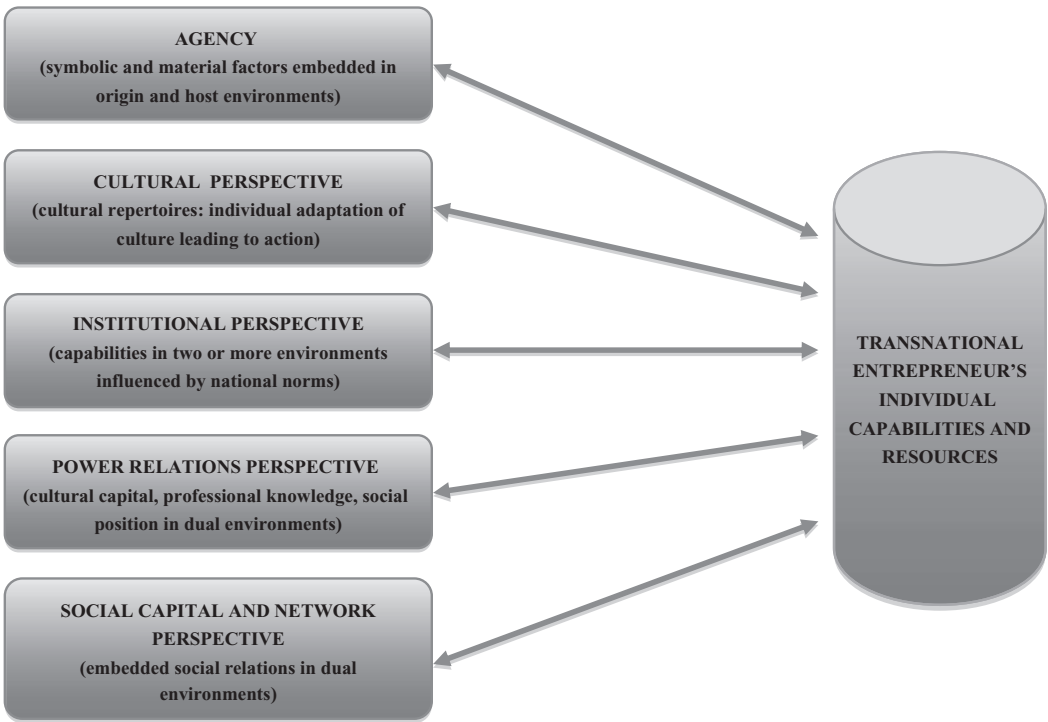 AGENCY
(symbolic and material factors embedded in
origin and host environments)
CULTURAL PERSPECTIVE
(cultural repertoires: individual adaptation of
culture leading to action)
INSTITUTIONAL PERSPECTIVE
(capabilities in two or more environments
influenced by national norms)
POWER RELATIONS PERSPECTIVE
(cultural capital, professional knowledge, social
position in dual environments)
SOCIAL CAPITAL AND NETWORK
PERSPECTIVE
(embedded social relations in dual
environments)
TRANSNATIONAL
ENTREPRENEUR’S
INDIVIDUAL
CAPABILITIES AND
RESOURCES